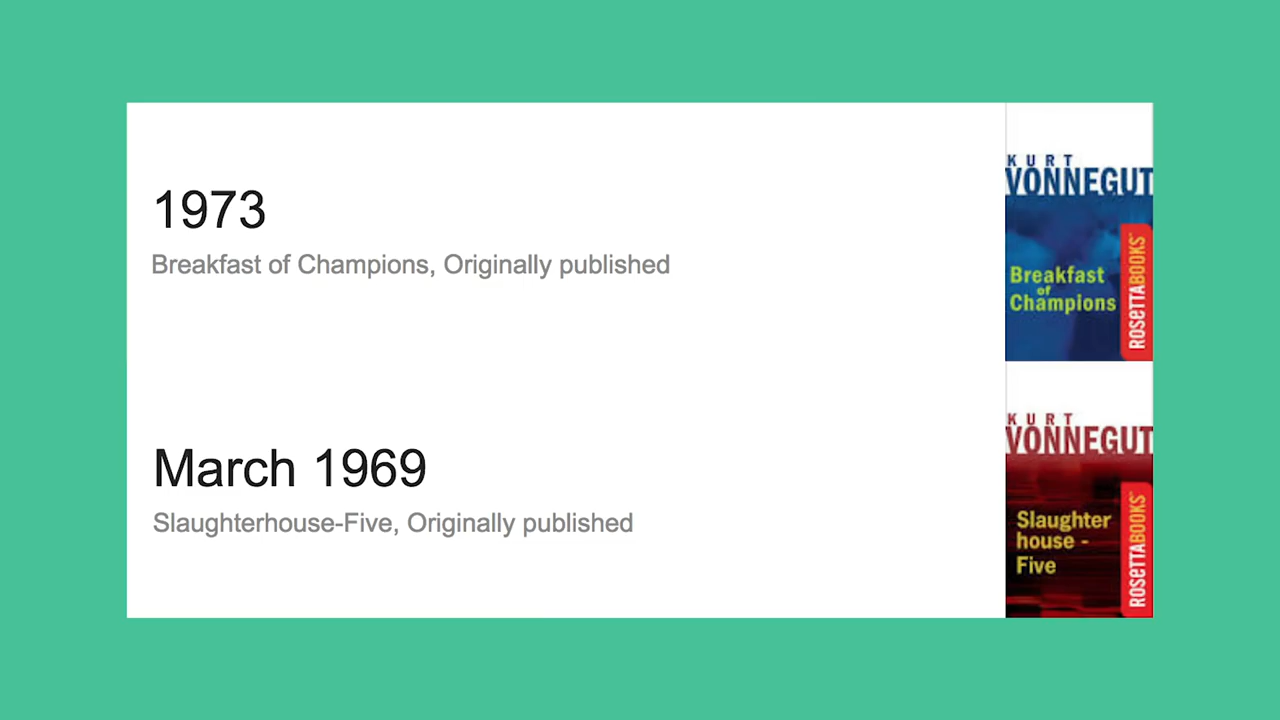 1973
Breakfast of Champions, Originally published
KURT
VONNEGUT
Breakfast
of
Champions
ROSETTABOOKS
March 1969
Slaughterhouse-Five, Originally published
KURT
VONNEGUT
Slaughter
house -
Five
ROSETTABOOKS